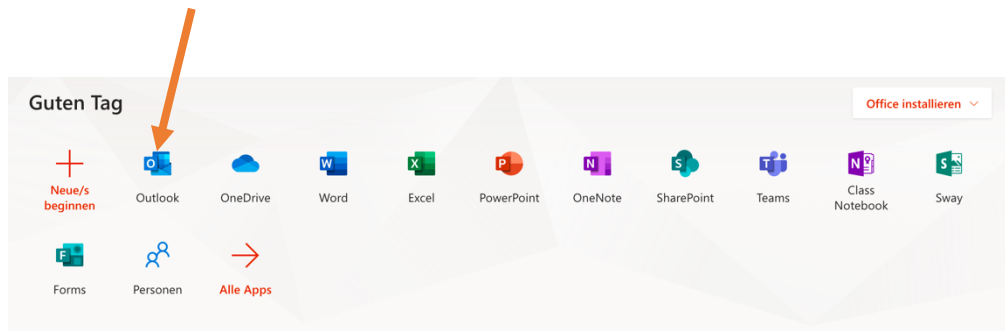 Guten Tag
Office installieren
Neue/s
beginnen
Outlook
OneDrive
Word
Excel
PowerPoint
OneNote
SharePoint
Teams
Class
Notebook
Sway
Forms
Personen
Alle Apps